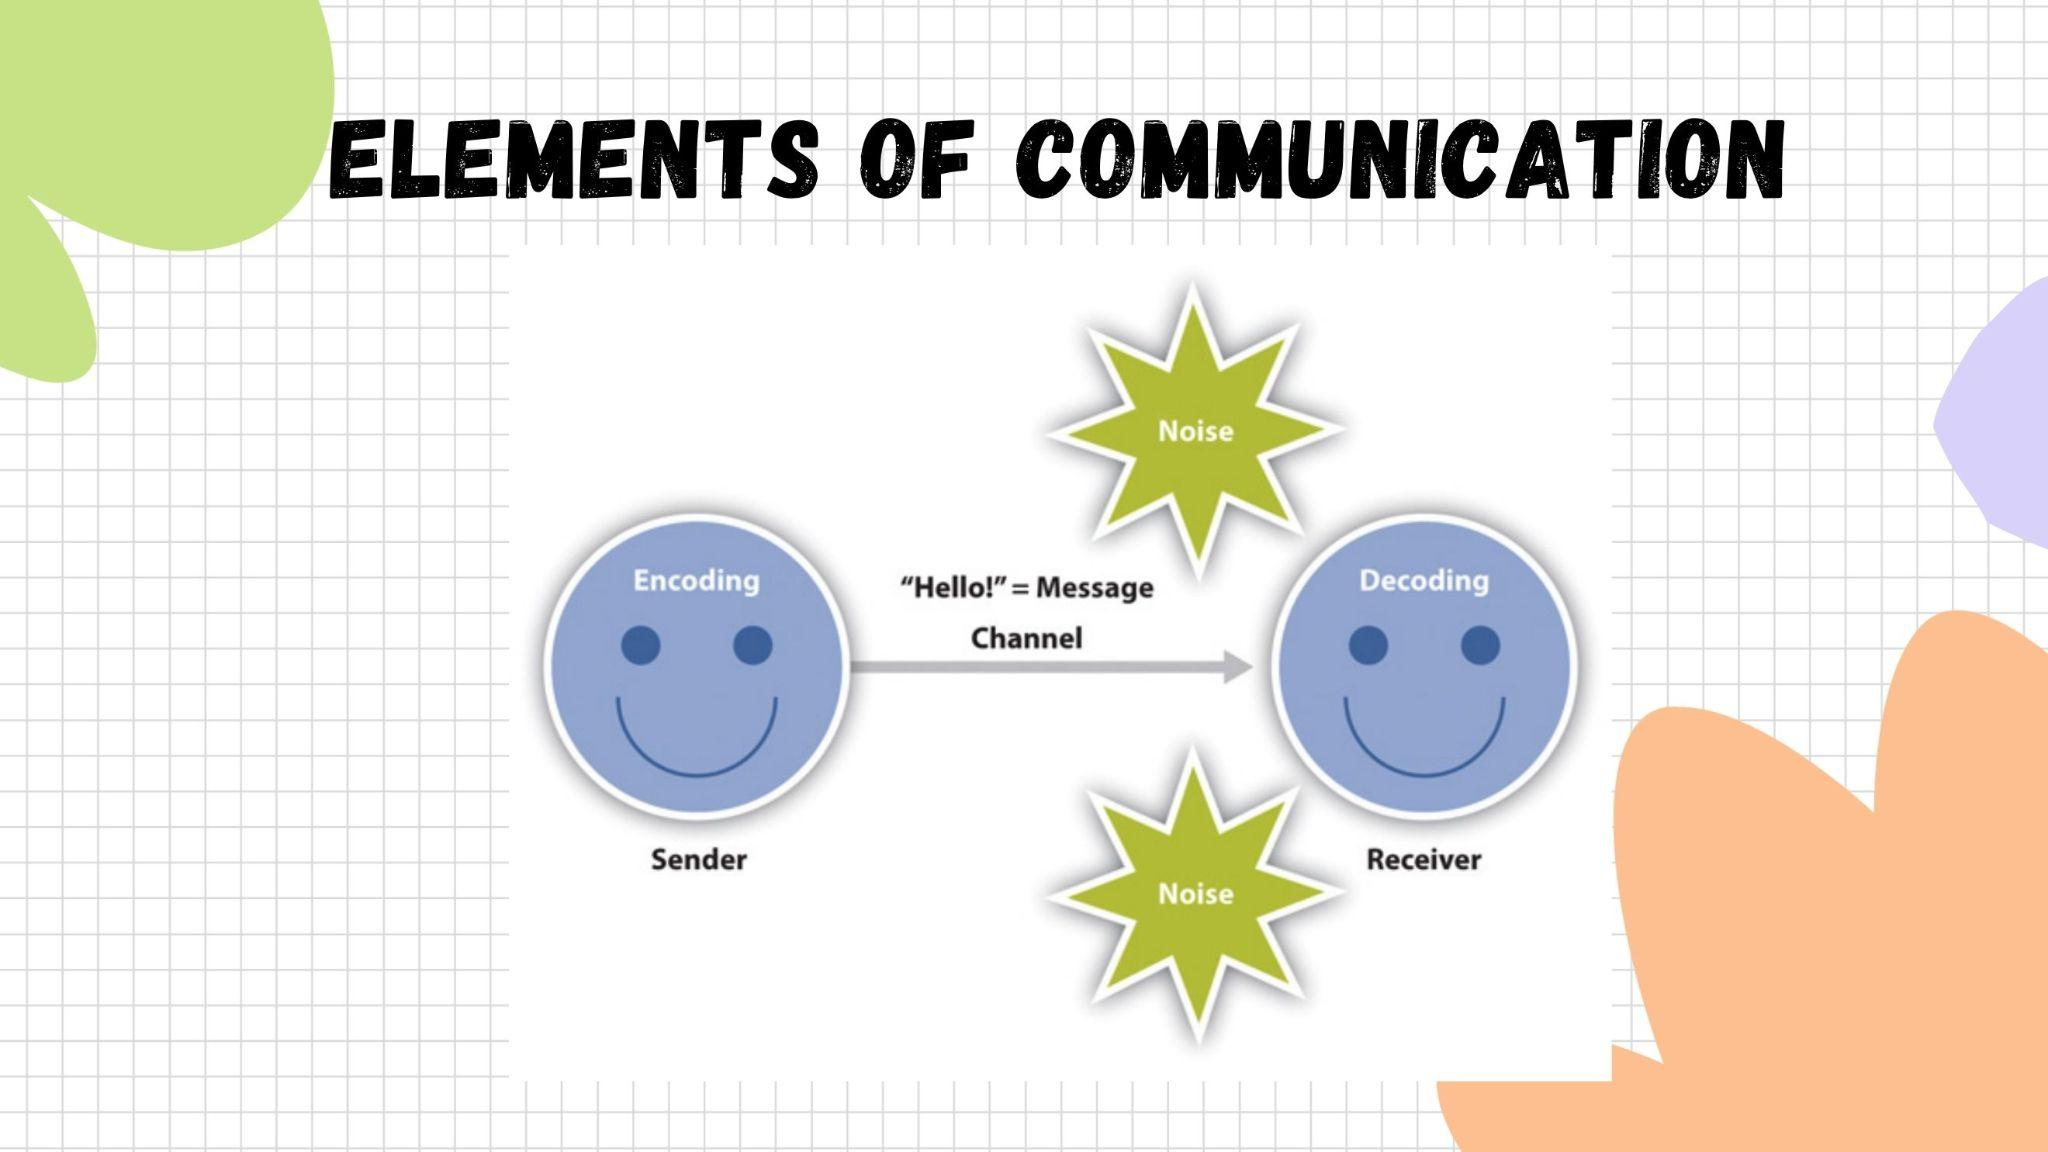 ELEMENTS OF COMMUNICATION
Noise
Encoding
“Hello!” = Message
Channel
Decoding
Sender
Receiver
Noise